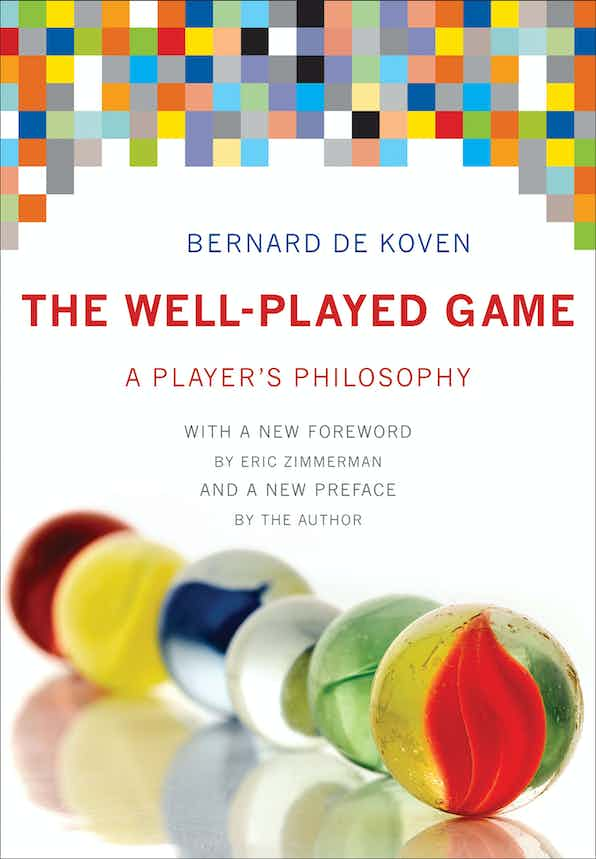 BERNARD DE KOVEN
THE WELL-PLAYED GAME
A PLAYER'S PHILOSOPHY
WITH A NEW FOREWORD
BY ERIC ZIMMERMAN
AND A NEW PREFACE
BY THE AUTHOR